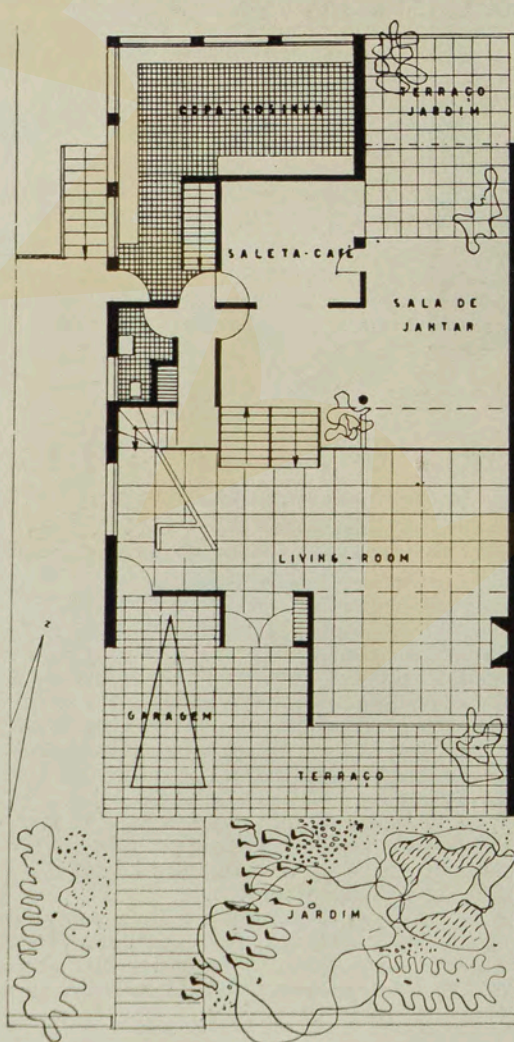 COPA-COSINHA
TERRAÇO
JARDIM
SALETA-CAFÉ
SALA DE
JANTAR
LIVING-ROOM
Z
GARAGEM
TERRAÇO
JARDIM